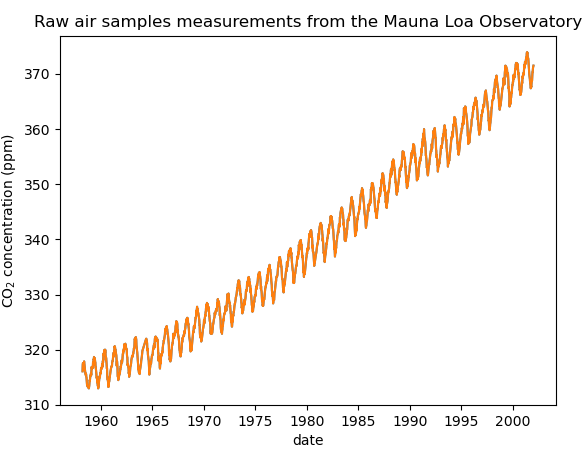 Raw air samples measurements from the Mauna Loa Observatory
370
360
350
340
330
320
310
CO₂ concentration (ppm)
1960 1965 1970 1975 1980 1985 1990 1995 2000
date